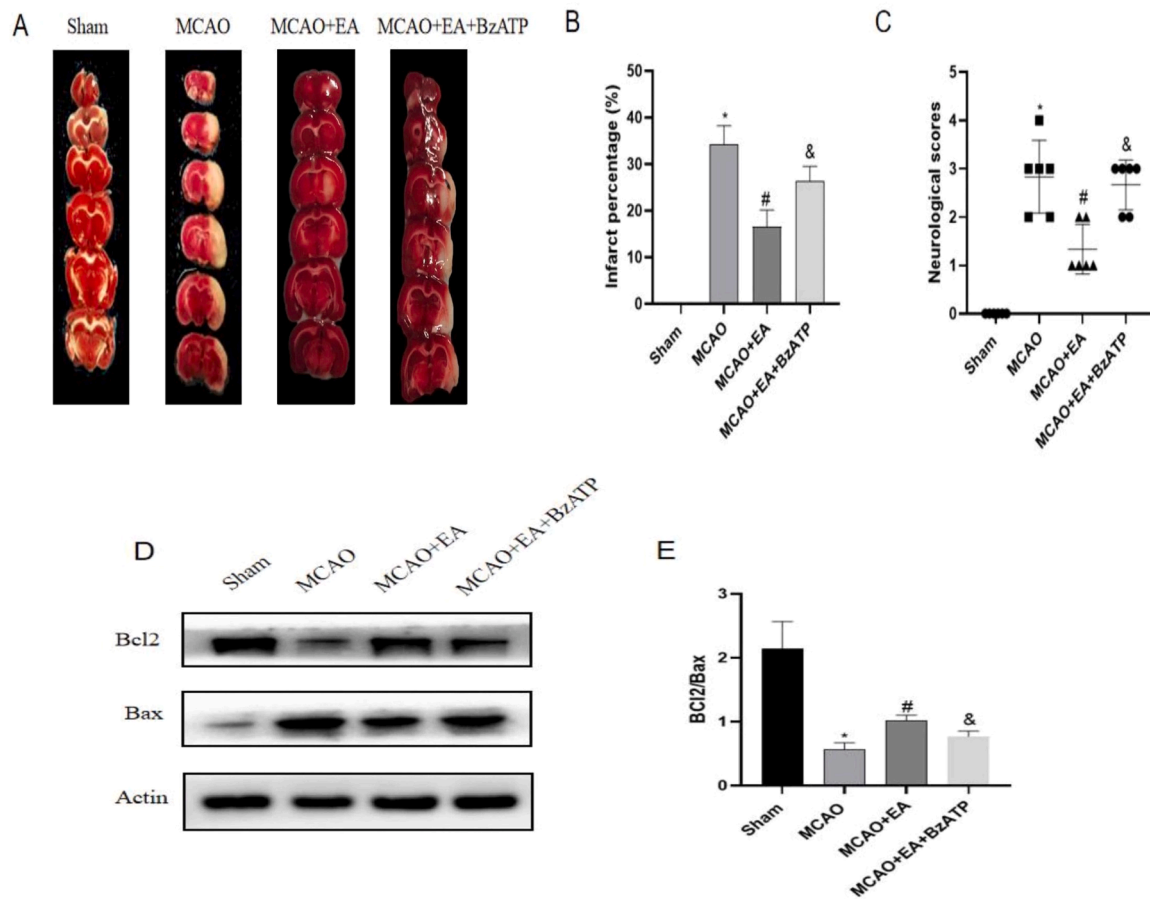 A
Sham
MCAO
MCAO+EA
MCAO+EA+BzATP
B
Infarct percentage (%)
50
40
30
20
10
0
*
#
&
Sham
MCAO
MCAO+EA
MCAO+EA+BzATP
C
Neurological scores
5
4
3
2
1
0
*
#
&
Sham
MCAO
MCAO+EA
MCAO+EA+BzATP
D
Sham
MCAO
MCAO+EA
MCAO+EA+BzATP
Bcl2
Bax
Actin
E
BCl2/Bax
3
2
1
0
*
#
&
Sham
MCAO
MCAO+EA
MCAO+EA+BzATP